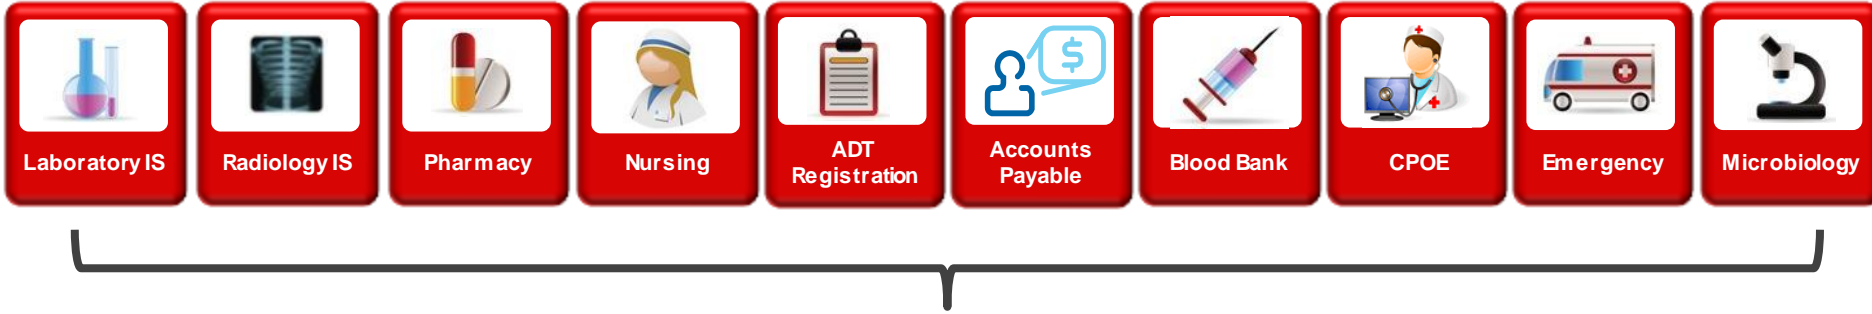 Laboratory IS
Radiology IS
Pharmacy
Nursing
ADT
Registration
Accounts
Payable
$
Blood Bank
CPOE
Emergency
Microbiology